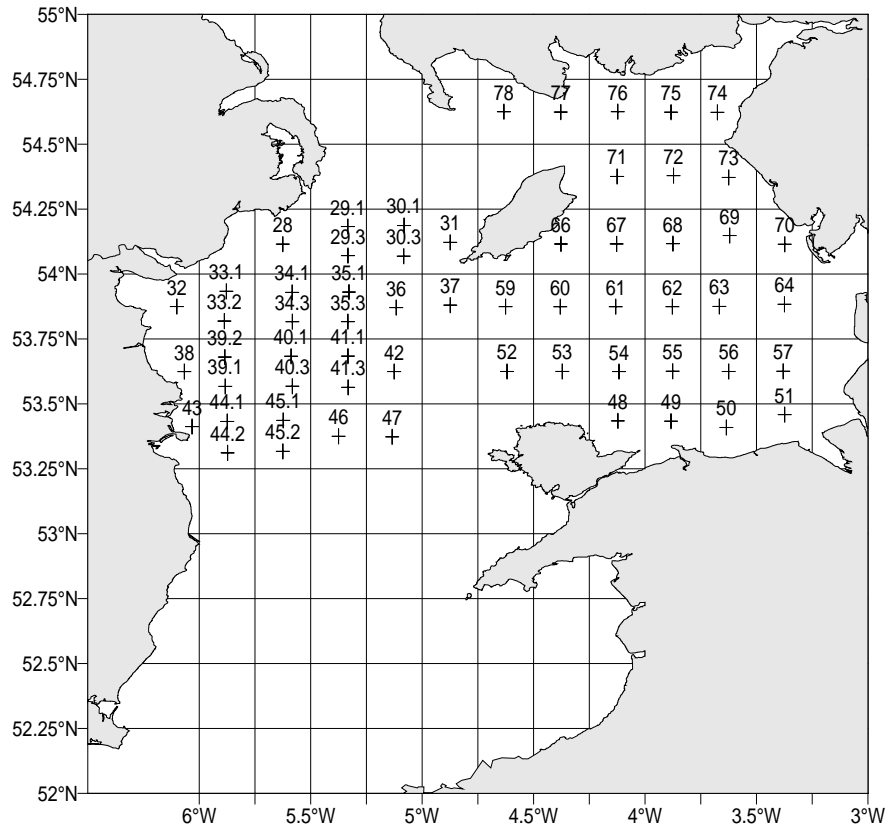 55°N
54.75°N
78 77 76 75 74
54.5°N
71 72 73
54.25°N
28 29.1 30.1 31 66 67 68 69 70
29.3 30.3
54°N
32 33.1 34.1 35.1 36 37 59 60 61 62 63 64
33.2 34.3 35.3
53.75°N
38 39.2 40.1 41.1 42 52 53 54 55 56 57
39.1 40.3 41.3
53.5°N
43 44.1 45.1 46 47 48 49 50 51
44.2 45.2
53.25°N
53°N
52.75°N
52.5°N
52.25°N
52°N
6°W 5.5°W 5°W 4.5°W 4°W 3.5°W 3°W